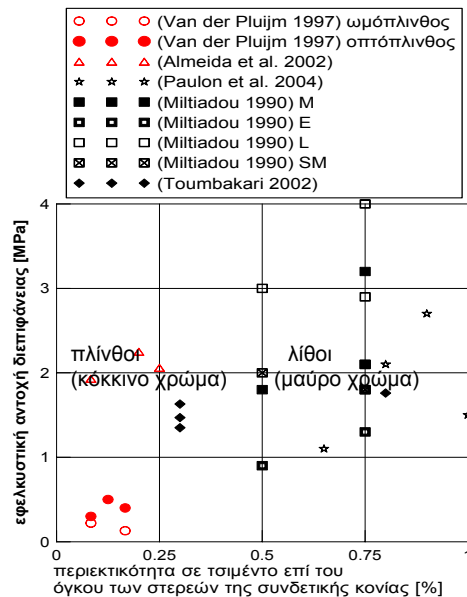 (Van der Pluijm 1997) ωμόπλινθος
(Van der Pluijm 1997) οπτόπλινθος
(Almeida et al. 2002)
(Paulon et al. 2004)
(Miltiadou 1990) M
(Miltiadou 1990) E
(Miltiadou 1990) L
(Miltiadou 1990) SM
(Toumbakari 2002)
εφελκυστική αντοχή διεπιφάνειας [MPa]
4
3
2
1
0
πλίνθοι
(κόκκινο χρώμα)
λίθοι
(μαύρο χρώμα)
0 0.25 0.5 0.75 1
περιεκτικότητα σε τσιμέντο επί του
όγκου των στερεών της συνδετικής κονίας [%]